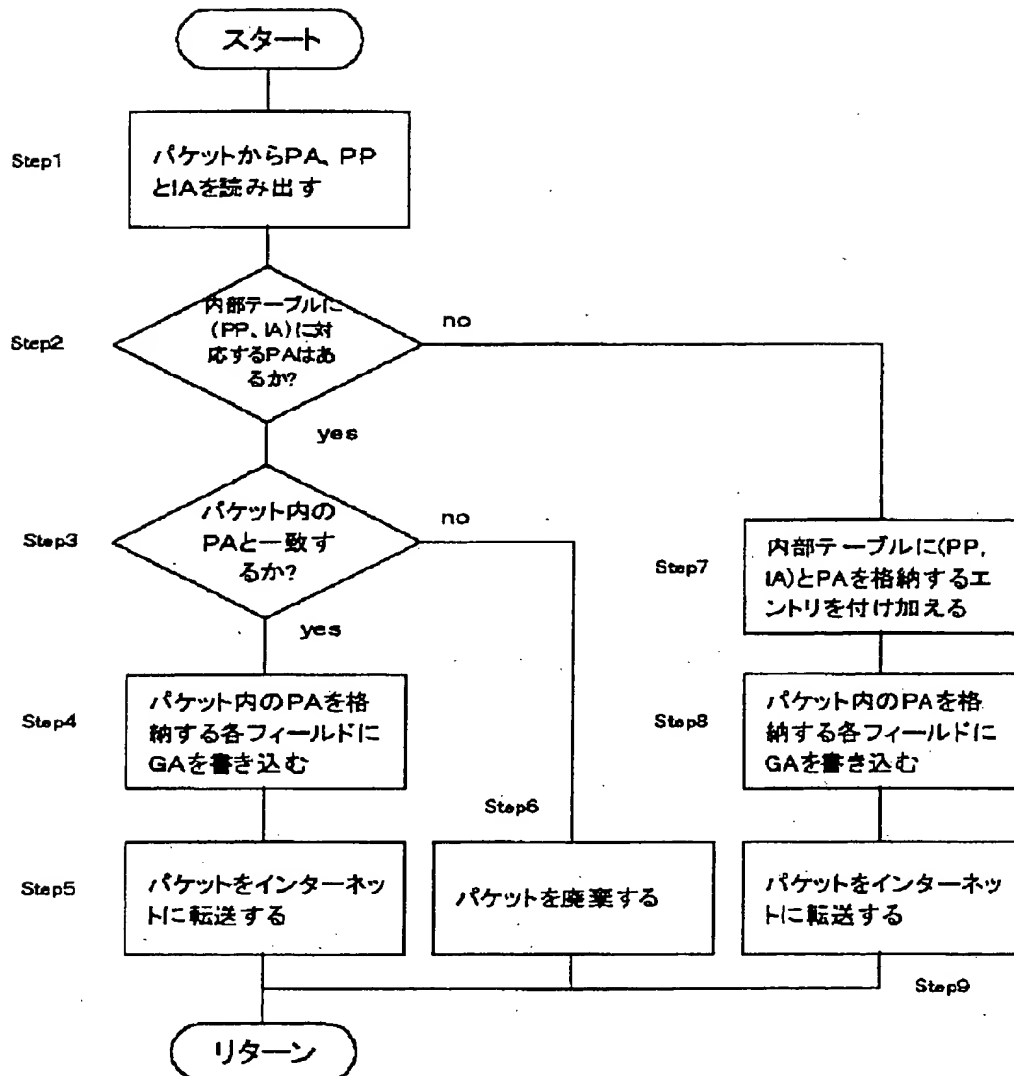 スタート
Step1
パケットからPA、PP
とIAを読み出す
Step2
内部テーブルに
(PP、IA)に対
応するPAはあ
るか?
no
yes
Step3
パケット内の
PAと一致す
るか?
no
yes
Step7
内部テーブルに(PP,
IA)とPAを格納するエ
ントリを付け加える
Step4
パケット内のPAを格
納する各フィールドに
GAを書き込む
Step8
パケット内のPAを格
納する各フィールドに
GAを書き込む
Step6
Step5
パケットをインターネッ
トに転送する
パケットを廃棄する
パケットをインターネッ
トに転送する
Step9
リターン